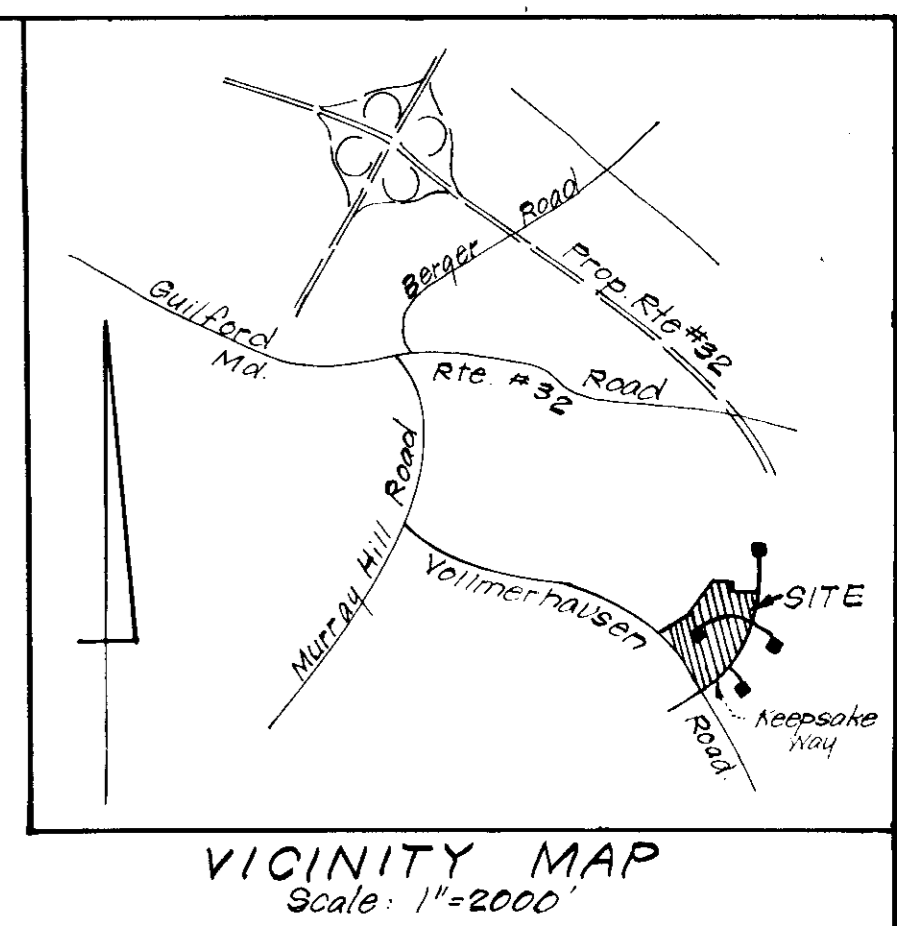 Berger Road
Prop. Rte #32
Guilford Road
Md. Rte. #32
Murray Hill Road
Vollmerhausen Road.
SITE
Keepsake
Way
VICINITY MAP
Scale: 1"=2000'